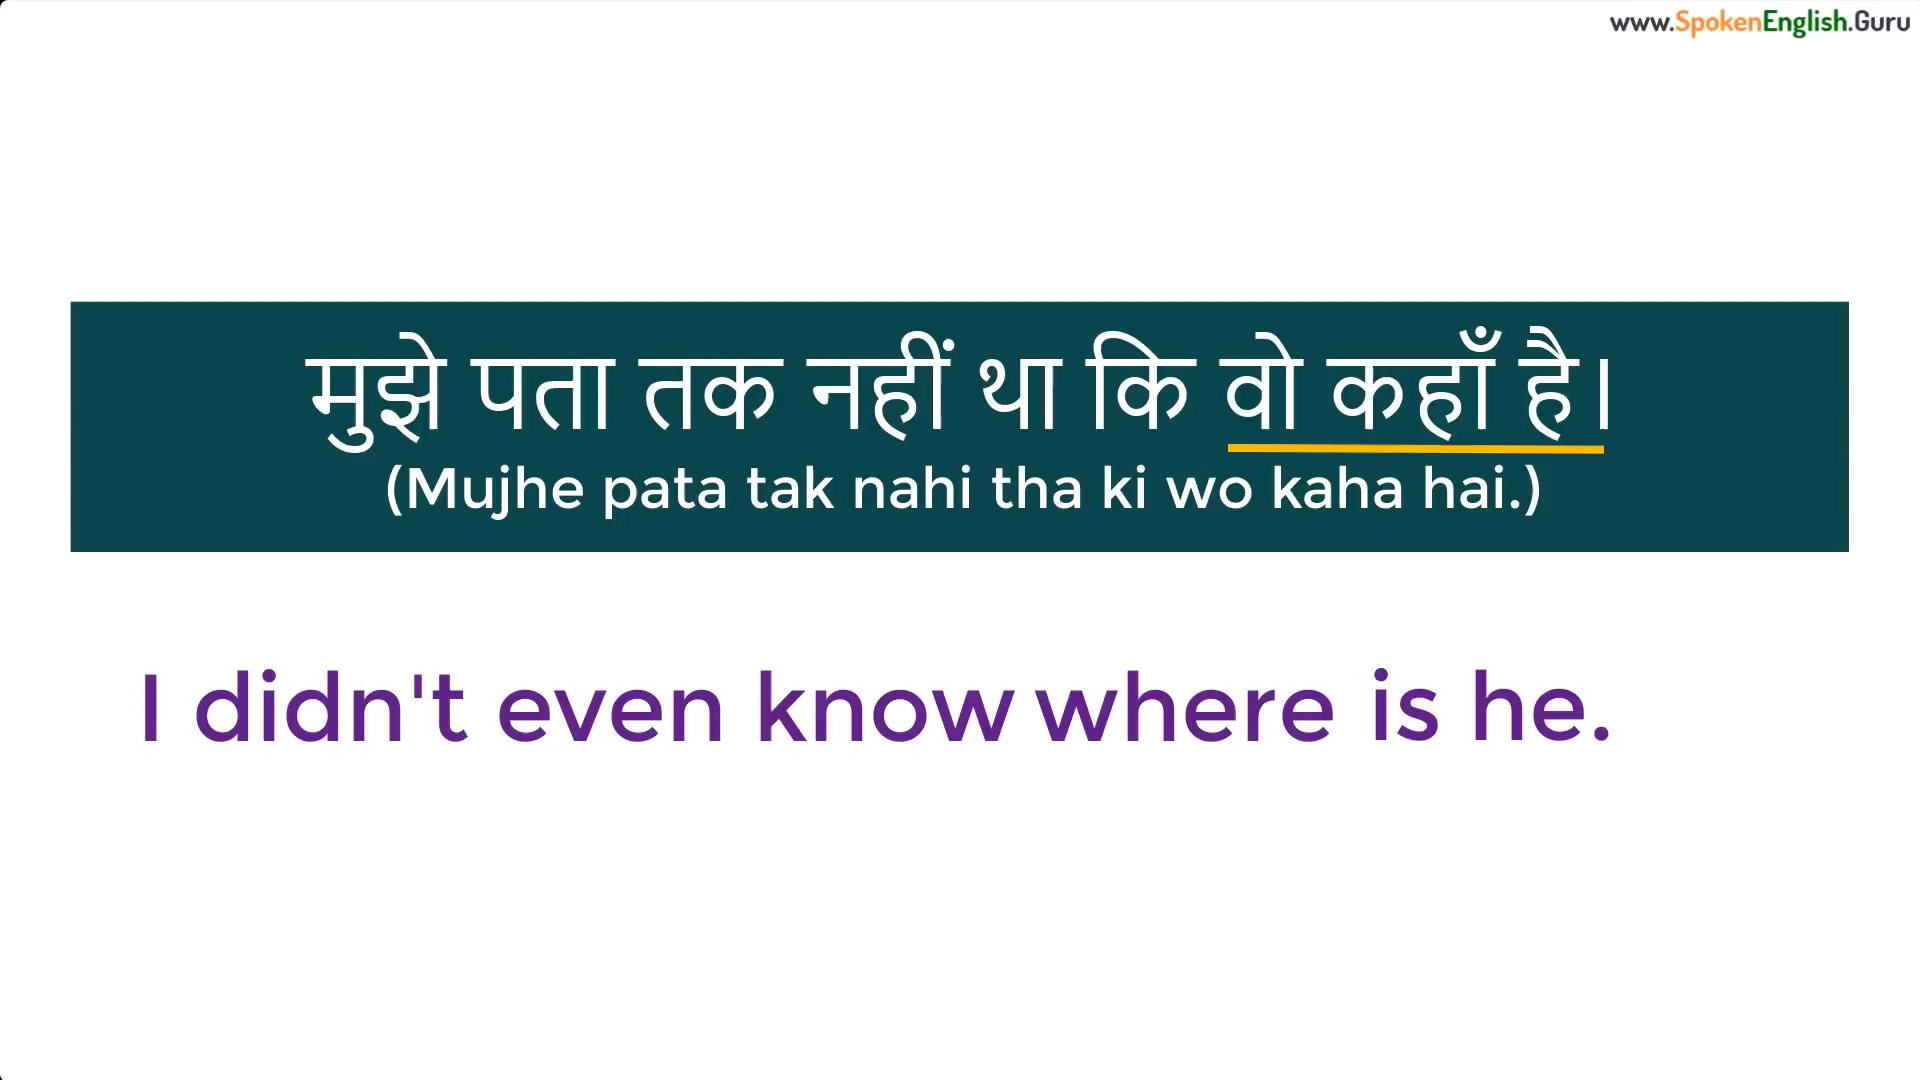 www.SpokenEnglish.Guru
मुझे पता तक नहीं था कि वो कहाँ है।
(Mujhe pata tak nahi tha ki wo kaha hai.)
I didn't even know where is he.